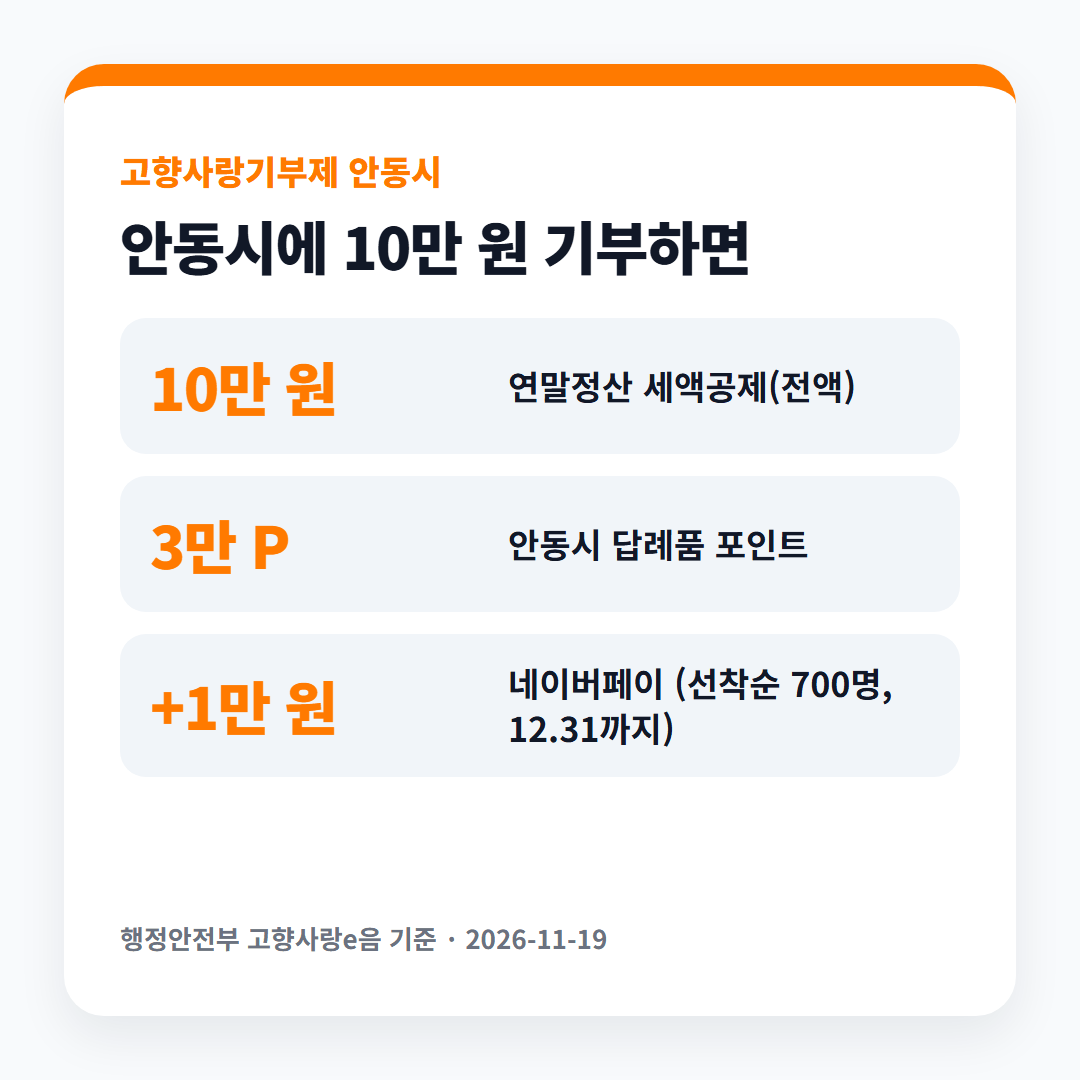 고향사랑기부제 안동시
안동시에 10만 원 기부하면
10만 원
연말정산 세액공제(전액)
3만 P
안동시 답례품 포인트
+1만 원
네이버페이 (선착순 700명,
12.31까지)
행정안전부 고향사랑e음 기준 · 2026-11-19